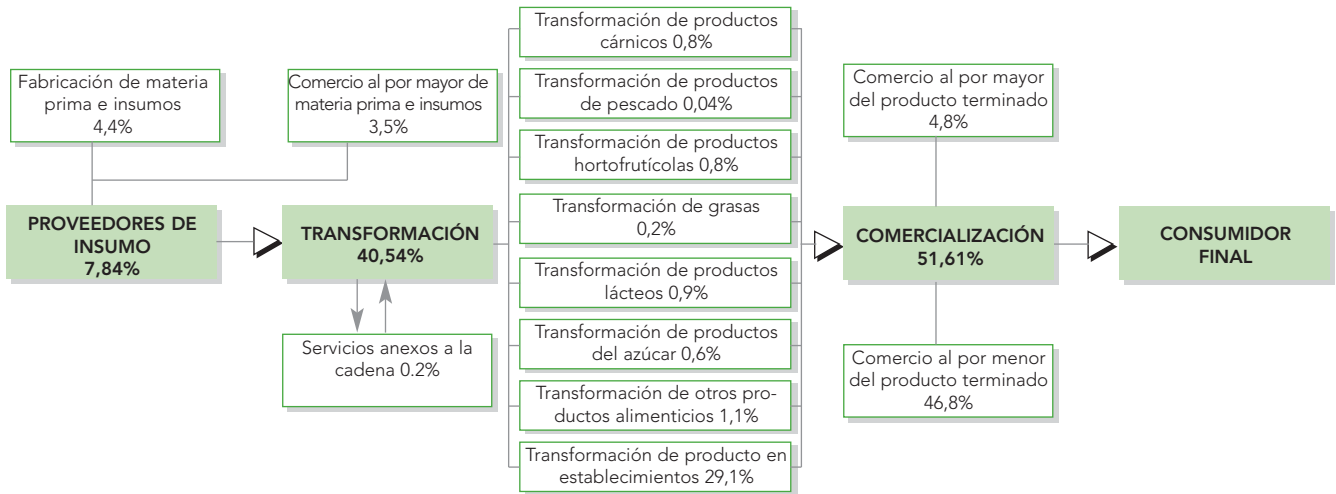 Fabricación de materia
prima e insumos
4,4%
Comercio al por mayor de
materia prima e insumos
3,5%
PROVEEDORES DE
INSUMO
7,84%
TRANSFORMACIÓN
40,54%
Servicios anexos a la
cadena 0.2%
Transformación de productos
cárnicos 0,8%
Transformación de productos
de pescado 0,04%
Transformación de productos
hortofrutícolas 0,8%
Transformación de grasas
0,2%
Transformación de productos
lácteos 0,9%
Transformación de productos
del azúcar 0,6%
Transformación de otros pro-
ductos alimenticios 1,1%
Transformación de producto en
establecimientos 29,1%
Comercio al por mayor
del producto terminado
4,8%
COMERCIALIZACIÓN
51,61%
Comercio al por menor
del producto terminado
46,8%
CONSUMIDOR
FINAL